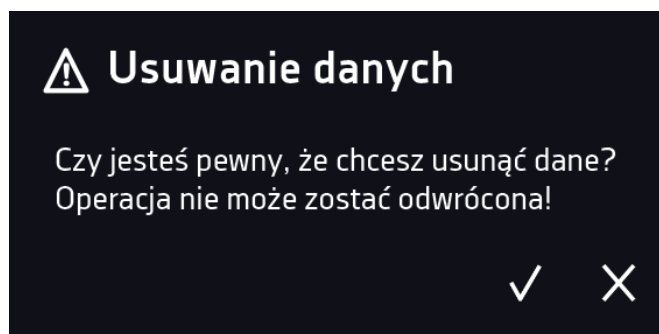 Usuwanie danych
Czy jesteś pewny, że chcesz usunąć dane?
Operacja nie może zostać odwrócona!